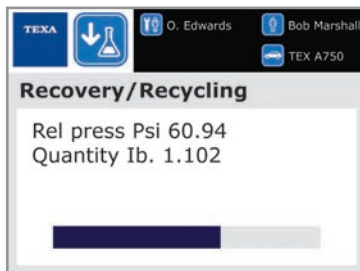 TEXA
O. Edwards
Bob Marshall
TEX A750
Recovery/Recycling
Rel press Psi 60.94
Quantity Ib. 1.102